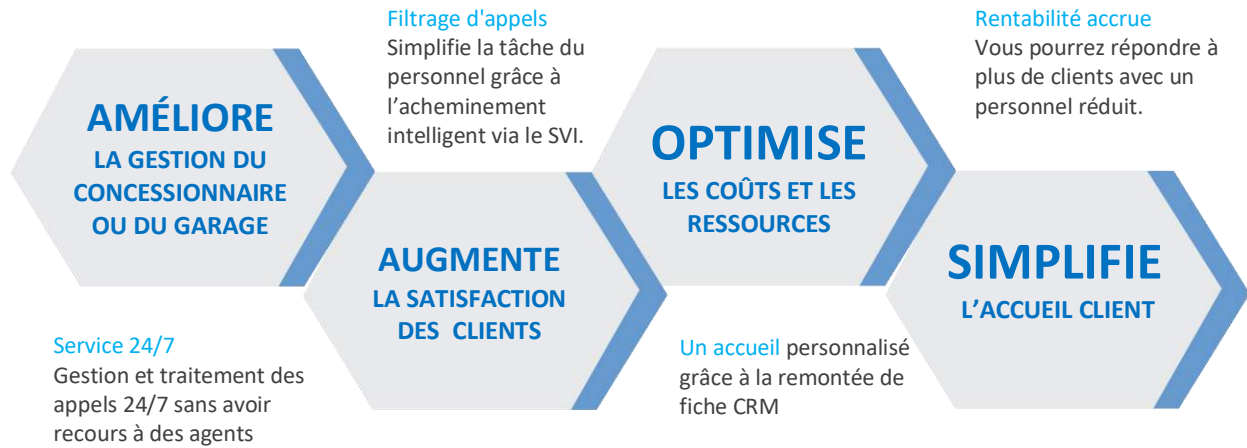 Filtrage d'appels
Simplifie la tâche du
personnel grâce à
l’acheminement
intelligent via le SVI.
Rentabilité accrue
Vous pourrez répondre à
plus de clients avec un
personnel réduit.
AMÉLIORE
LA GESTION DU
CONCESSIONNAIRE
OU DU GARAGE
OPTIMISE
LES COÛTS ET LES
RESSOURCES
AUGMENTE
LA SATISFACTION
DES CLIENTS
SIMPLIFIE
L’ACCUEIL CLIENT
Service 24/7
Gestion et traitement des
appels 24/7 sans avoir
recours à des agents
Un accueil personnalisé
grâce à la remontée de
fiche CRM